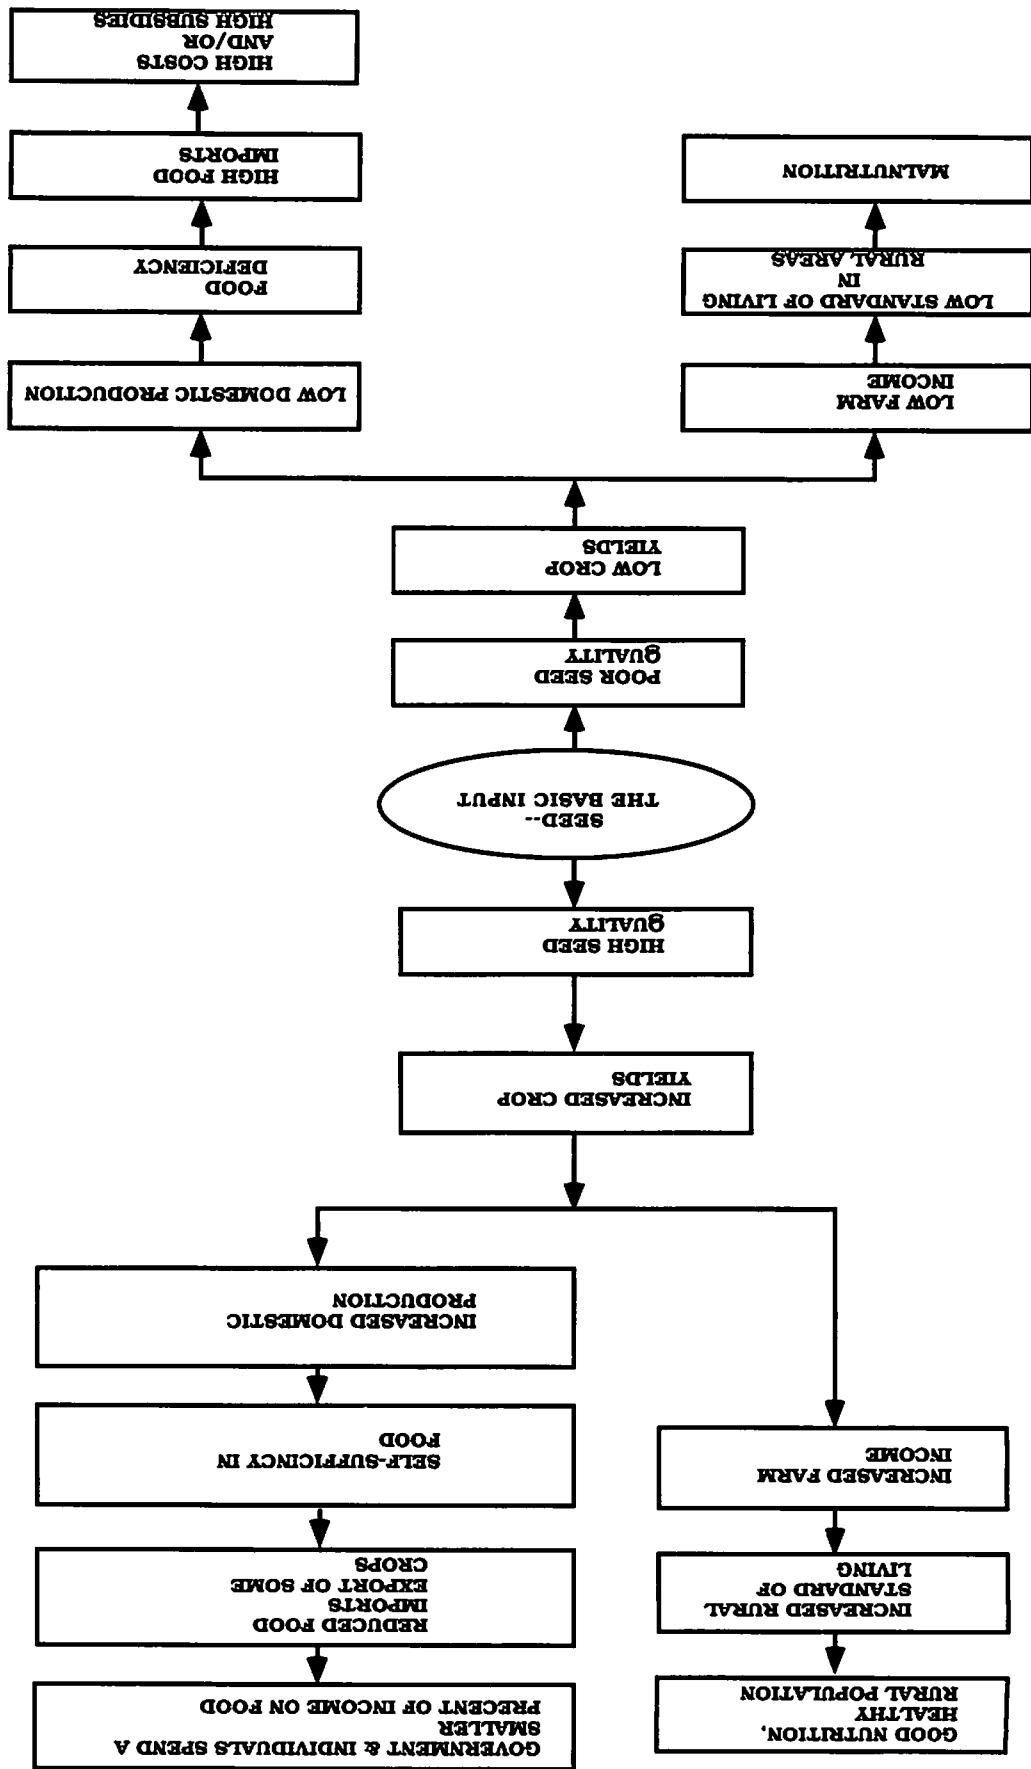 GOOD NUTRITION,
HEALTHY
RURAL POPULATION
GOVERNMENT & INDIVIDUALS SPEND A
SMALLER
PRECENT OF INCOME ON FOOD
INCREASED RURAL
STANDARD OF
LIVING
REDUCED FOOD
IMPORTS
EXPORT OF SOME
CROPS
INCREASED FARM
INCOME
SELF-SUFFICINCY IN
FOOD
INCREASED DOMESTIC
PRODUCTION
INCREASED CROP
YIELDS
HIGH SEED
QUALITY
SEED--
THE BASIC INPUT
POOR SEED
QUALITY
LOW CROP
YIELDS
LOW FARM
INCOME
LOW DOMESTIC PRODUCTION
LOW STANDARD OF LIVING
IN
RURAL AREAS
FOOD
DEFICIENCY
MALNUTRITION
HIGH FOOD
IMPORTS
HIGH COSTS
AND/OR
HIGH SUBSIDIES